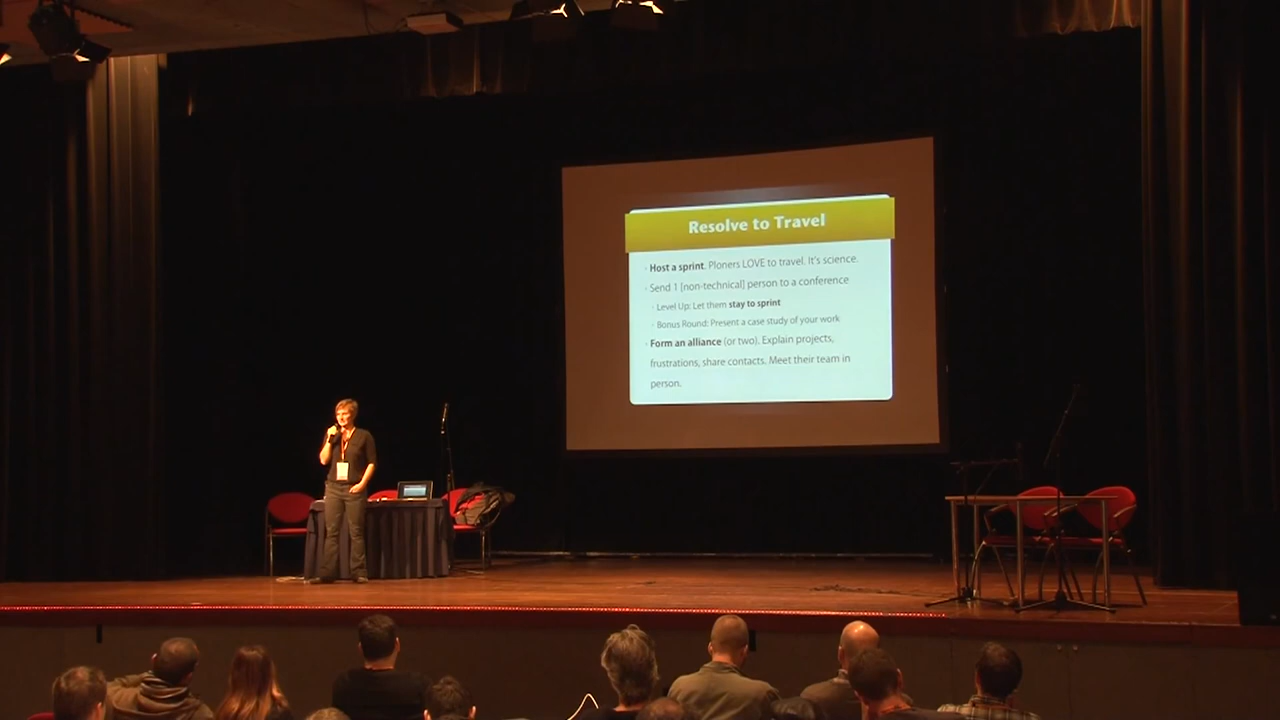 Resolve to Travel
Host a sprint. Ploners LOVE to travel. It's science.
Send 1 [non-technical] person to a conference
Level Up: Let them stay to sprint
Bonus Round: Present a case study of your work
Form an alliance (or two). Explain projects,
frustrations, share contacts. Meet their team in
person.